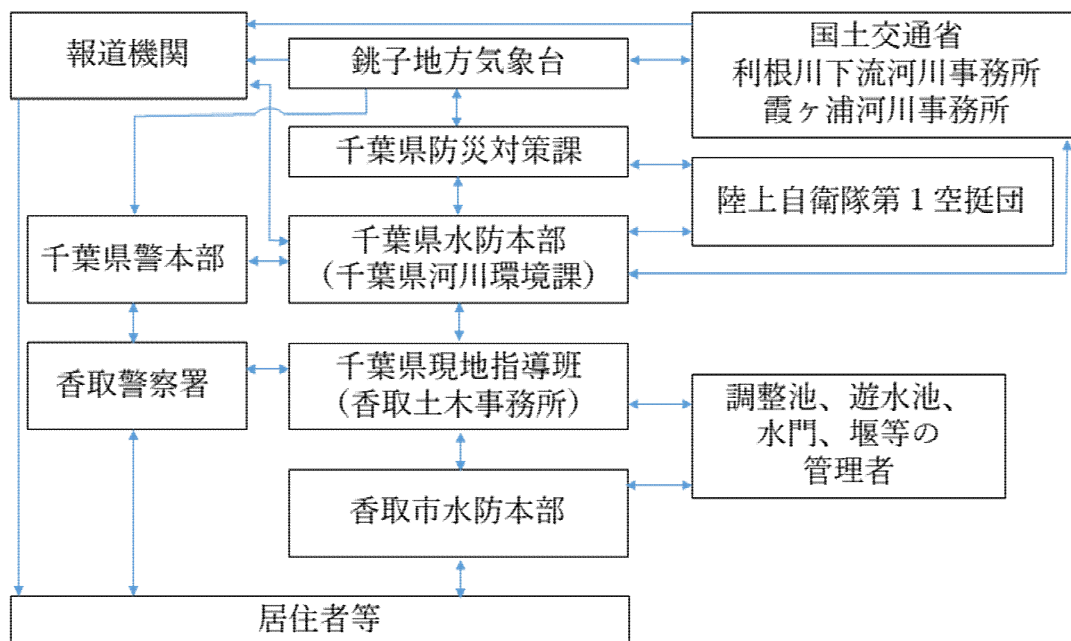 報道機関
銚子地方気象台
国土交通省
利根川下流河川事務所
霞ヶ浦河川事務所
千葉県防災対策課
陸上自衛隊第１空挺団
千葉県警本部
千葉県水防本部
（千葉県河川環境課）
香取警察署
千葉県現地指導班
（香取土木事務所）
調整池、遊水池、
水門、堰等の
管理者
香取市水防本部
居住者等